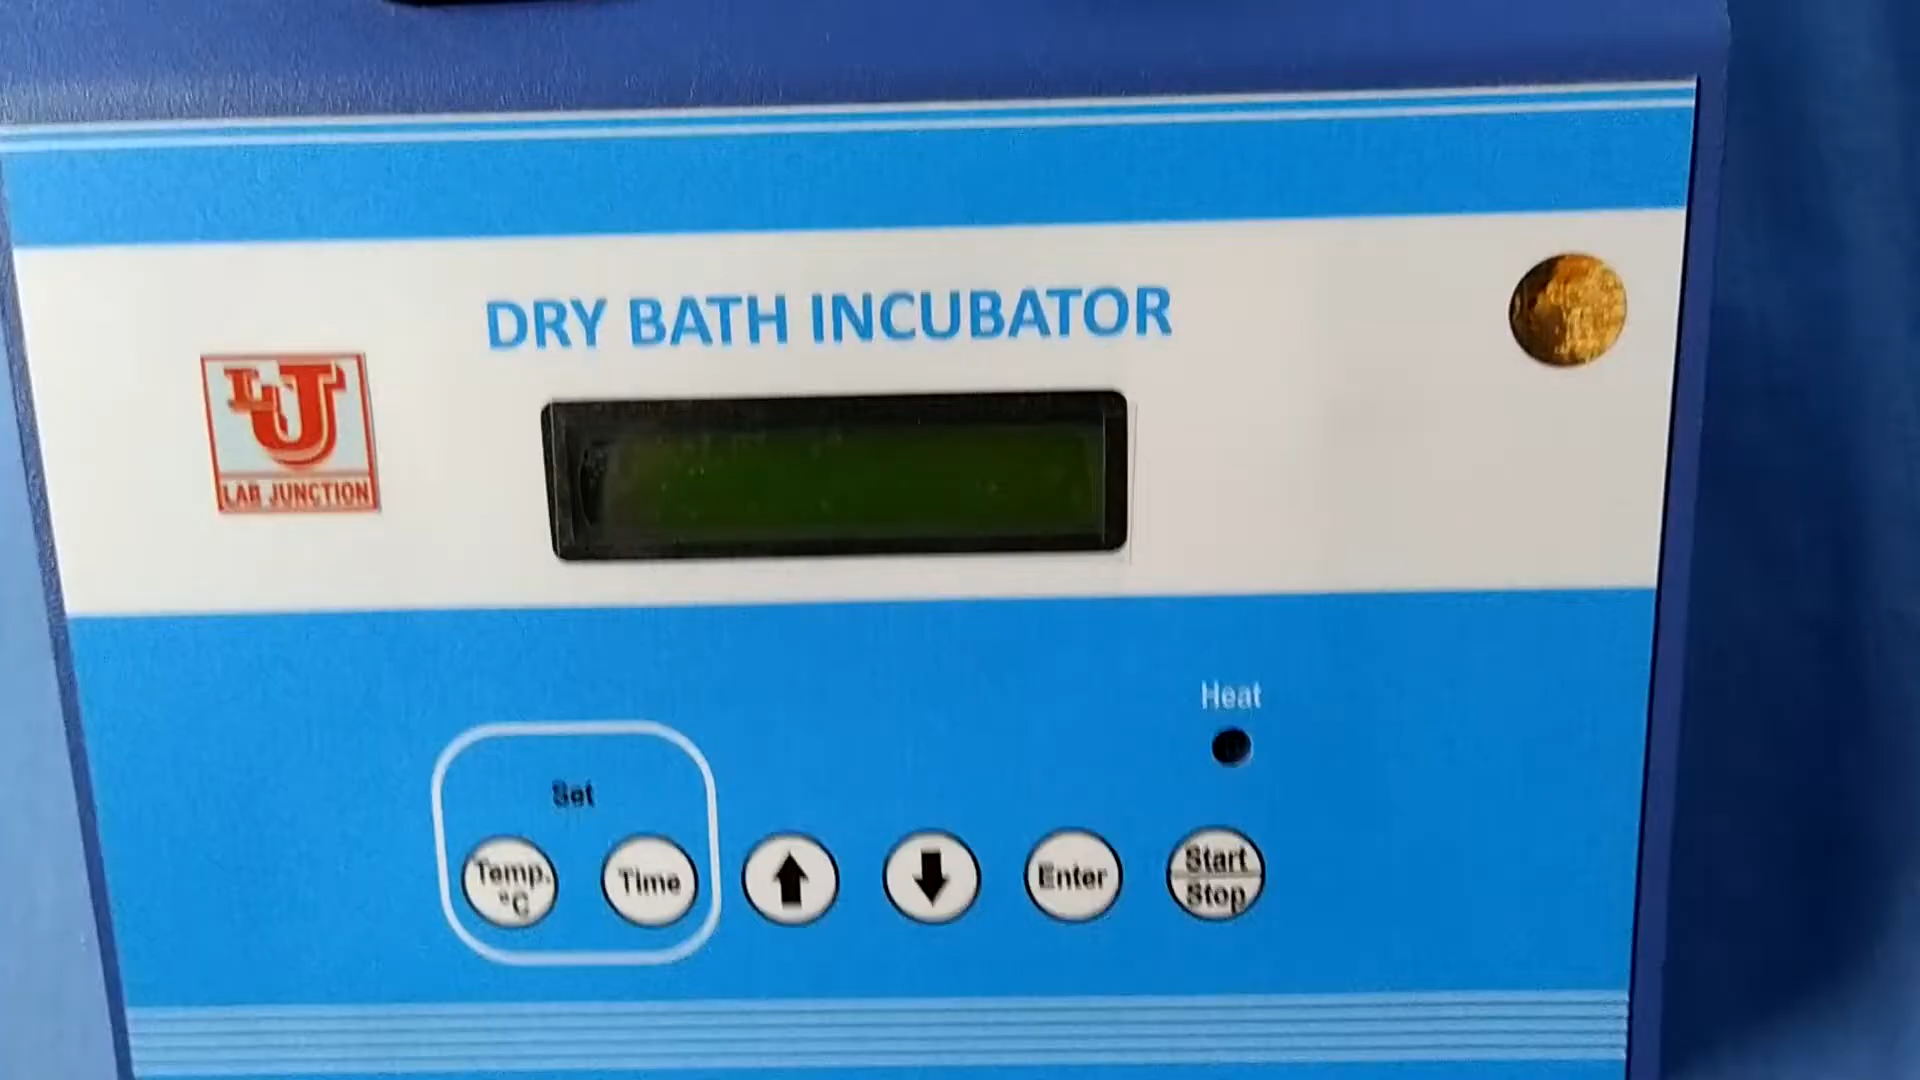 DRY BATH INCUBATOR
LJ
LAB JUNCTION
Heat
Set
Temp. °C
Time
Enter
Start
Stop